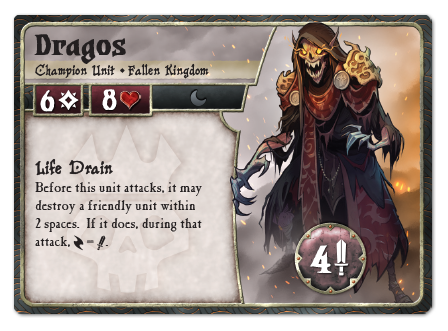 Dragos
Champion Unit • Fallen Kingdom
6 8
Life Drain
Before this unit attacks, it may
destroy a friendly unit within
2 spaces. If it does, during that
attack, = .
4